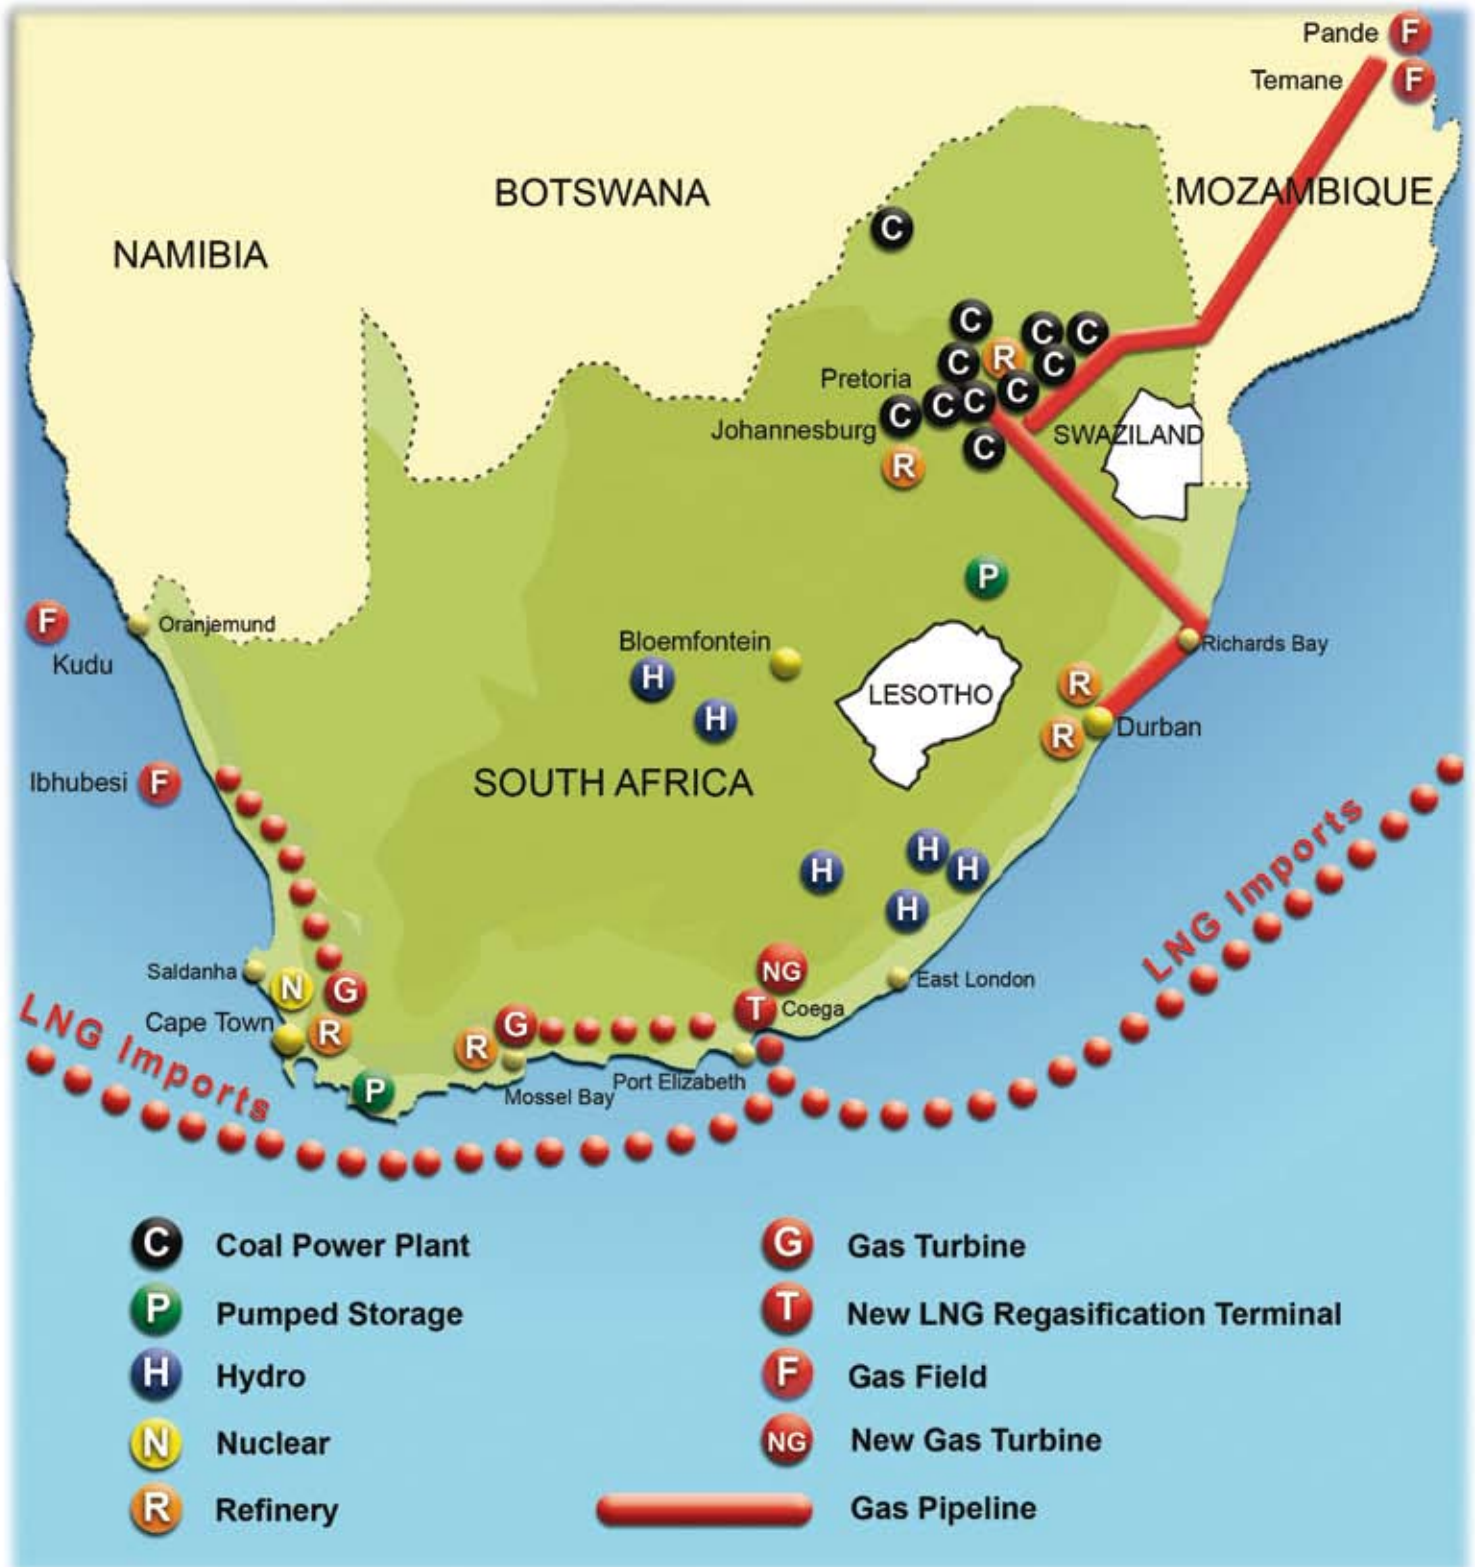 Pande F
Temane F
BOTSWANA
MOZAMBIQUE
NAMIBIA
C
C
C C
C R C
Pretoria
C C C C
Johannesburg
C
SWAZILAND
R
P
F
Kudu
Oranjemund
Bloemfontein
H
H
LESOTHO
Richards Bay
R
R
Durban
Ibhubesi F
SOUTH AFRICA
H
H
H
H
LNG Imports
Saldanha
N
G
Cape Town
R
P
R
G
Mossel Bay
NG
T
Coega
Port Elizabeth
East London
LNG Imports
C Coal Power Plant
P Pumped Storage
H Hydro
N Nuclear
R Refinery
G Gas Turbine
T New LNG Regasification Terminal
F Gas Field
NG New Gas Turbine
Gas Pipeline